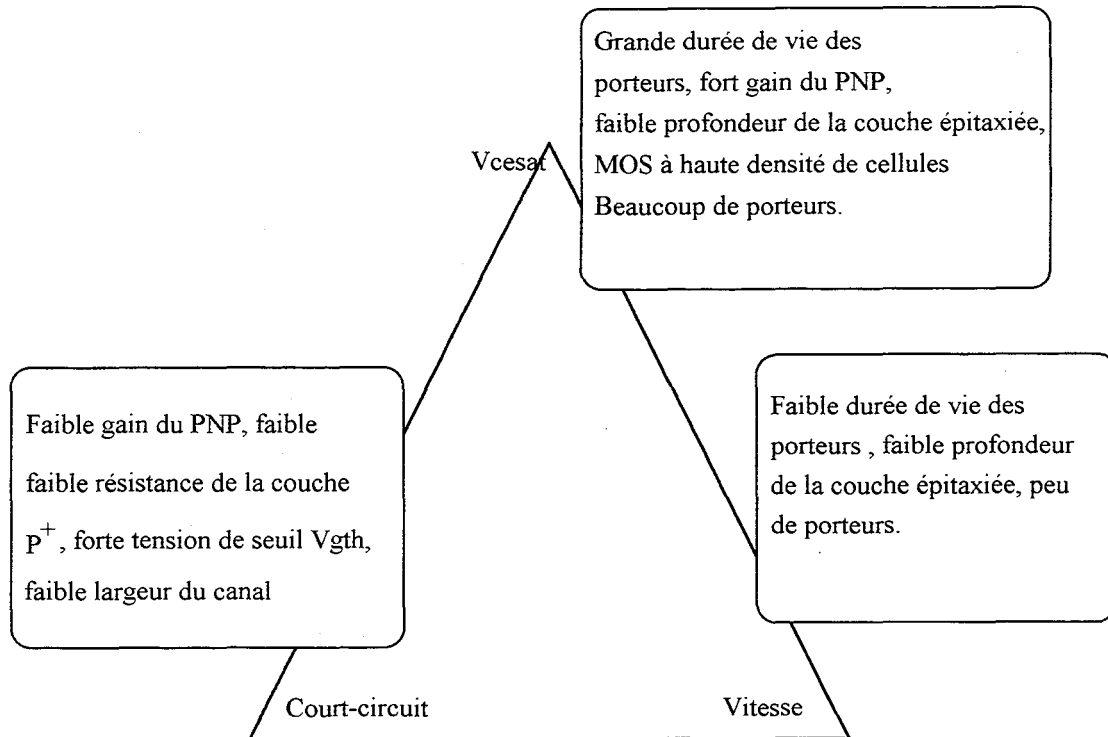 Grande durée de vie des
porteurs, fort gain du PNP,
faible profondeur de la couche épitaxiée,
MOS à haute densité de cellules
Beaucoup de porteurs.
Vcesat
Faible gain du PNP, faible
faible résistance de la couche
P+, forte tension de seuil Vgth,
faible largeur du canal
Faible durée de vie des
porteurs , faible profondeur
de la couche épitaxiée, peu
de porteurs.
Court-circuit
Vitesse